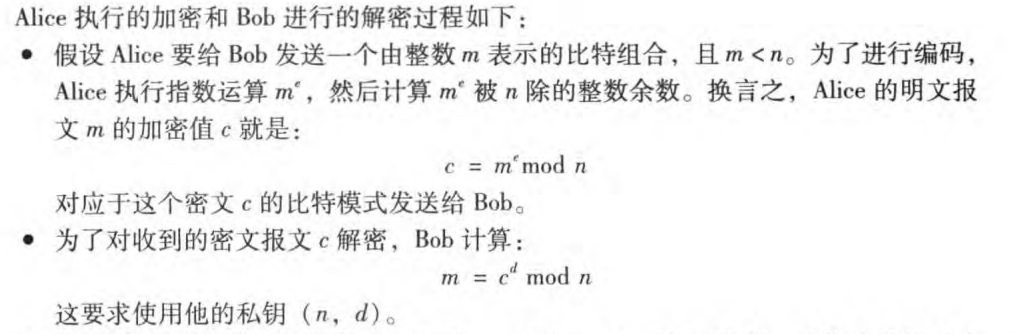 Alice 执行的加密和 Bob 进行的解密过程如下:
● 假设 Alice 要给 Bob 发送一个由整数 m 表示的比特组合,且 m < n。为了进行编码,
Alice 执行指数运算 mᵉ,然后计算 mᵉ 被 n 除的整数余数。换言之,Alice 的明文报
文 m 的加密值 c 就是:
c = mᵉ mod n
对应于这个密文 c 的比特模式发送给 Bob。
● 为了对收到的密文报文 c 解密,Bob 计算:
m = cᵈ mod n
这要求使用他的私钥 (n, d)。